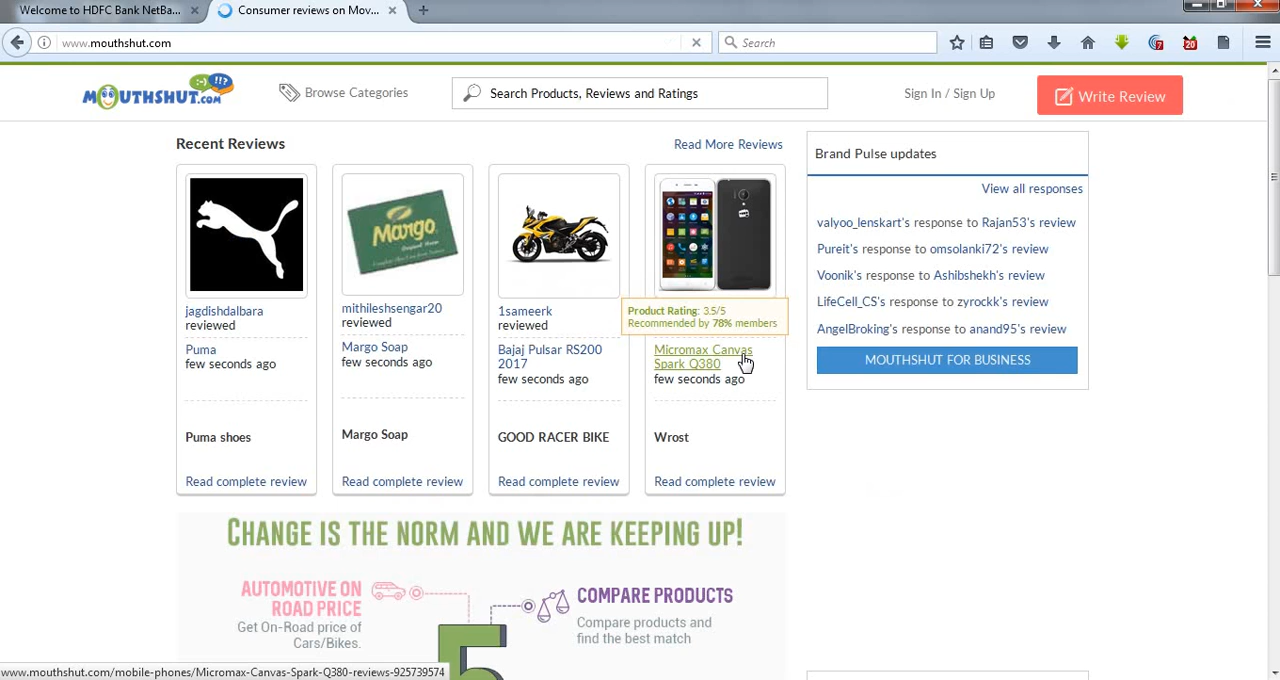 Welcome to HDFC Bank NetBa...
Consumer reviews on Mov...
www.mouthshut.com
Search
7
20
MOUTHSHUT.COM
:-) !!?
Browse Categories
Search Products, Reviews and Ratings
Sign In / Sign Up
Write Review
Recent Reviews
Read More Reviews
Margo
jagdishdalbara
reviewed
Puma
few seconds ago
Puma shoes
Read complete review
mithileshsengar20
reviewed
Margo Soap
few seconds ago
Margo Soap
Read complete review
1sameerk
reviewed
Bajaj Pulsar RS200
2017
few seconds ago
GOOD RACER BIKE
Read complete review
Product Rating: 3.5/5
Recommended by 78% members
Micromax Canvas
Spark Q380
few seconds ago
Wrost
Read complete review
Brand Pulse updates
View all responses
valyoo_lenskart's response to Rajan53's review
Pureit's response to omsolanki72's review
Voonik's response to Ashibshekh's review
LifeCell_CS's response to zyrockk's review
AngelBroking's response to anand95's review
MOUTHSHUT FOR BUSINESS
CHANGE IS THE NORM AND WE ARE KEEPING UP!
AUTOMOTIVE ON
ROAD PRICE
Get On-Road price of
Cars/Bikes.
COMPARE PRODUCTS
Compare products and
find the best match
5
www.mouthshut.com/mobile-phones/Micromax-Canvas-Spark-Q380-reviews-925739574